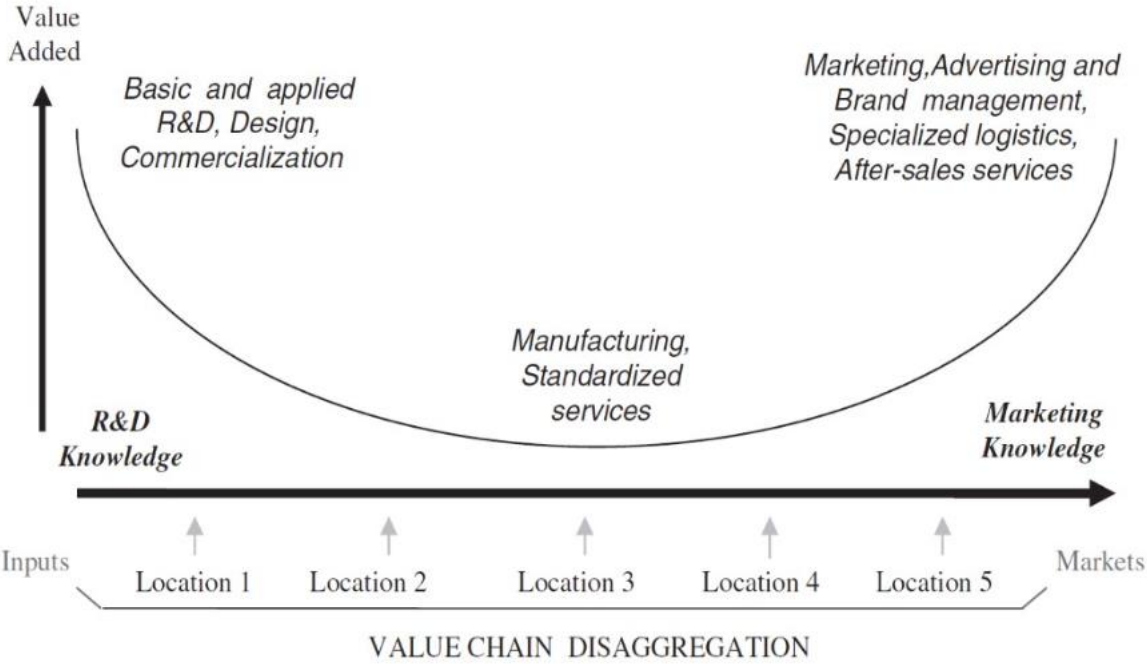 Value
Added
Basic and applied
R&D, Design,
Commercialization
Marketing,Advertising and
Brand management,
Specialized logistics,
After-sales services
Manufacturing,
Standardized
services
R&D
Knowledge
Marketing
Knowledge
Inputs
Location 1
Location 2
Location 3
Location 4
Location 5
Markets
VALUE CHAIN DISAGGREGATION